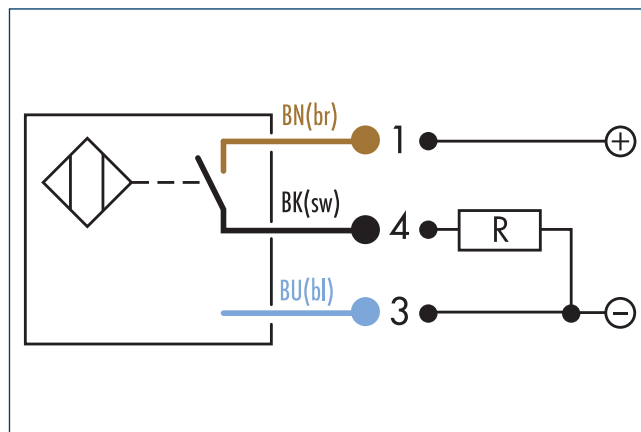 BN(br) 1 +
BK(sw) 4 R
BU(bl) 3 −